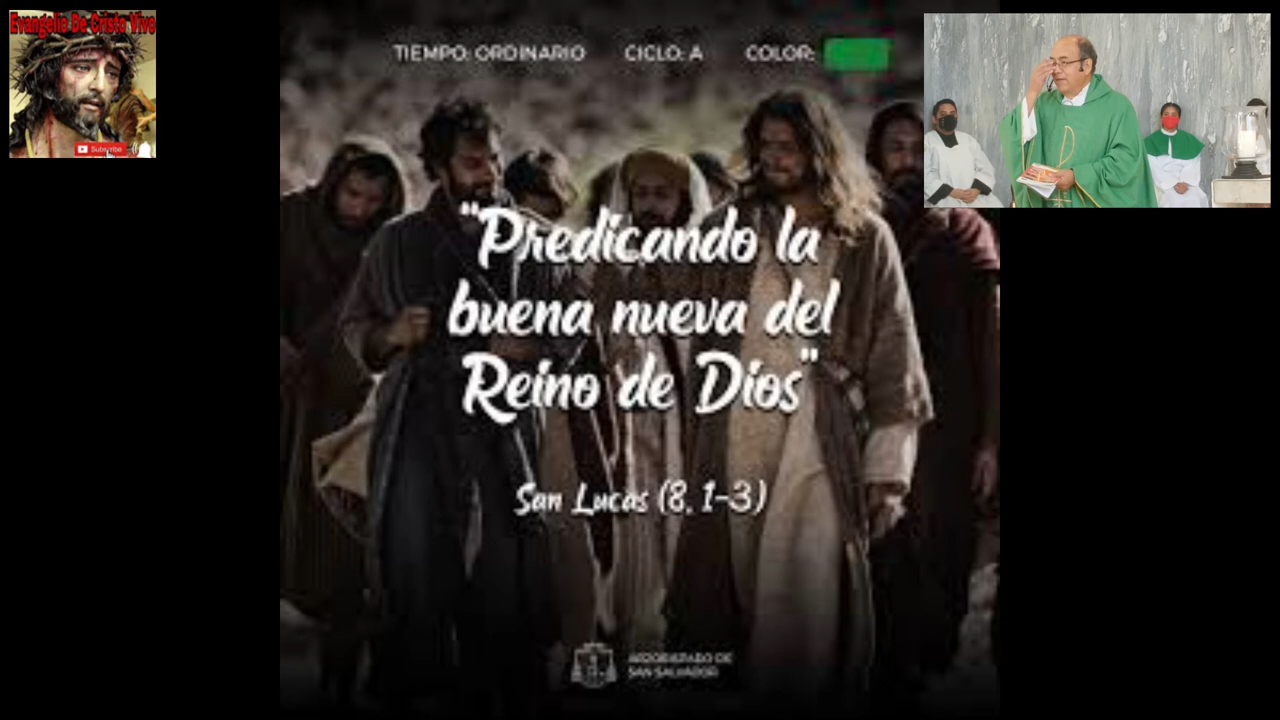 Evangelio De Cristo Vivo
Subscribe
TIEMPO: ORDINARIO CICLO: A COLOR:
"Predicando la
buena nueva del
Reino de Dios"
San Lucas (8, 1-3)
ARZOBISPADO DE
SAN SALVADOR